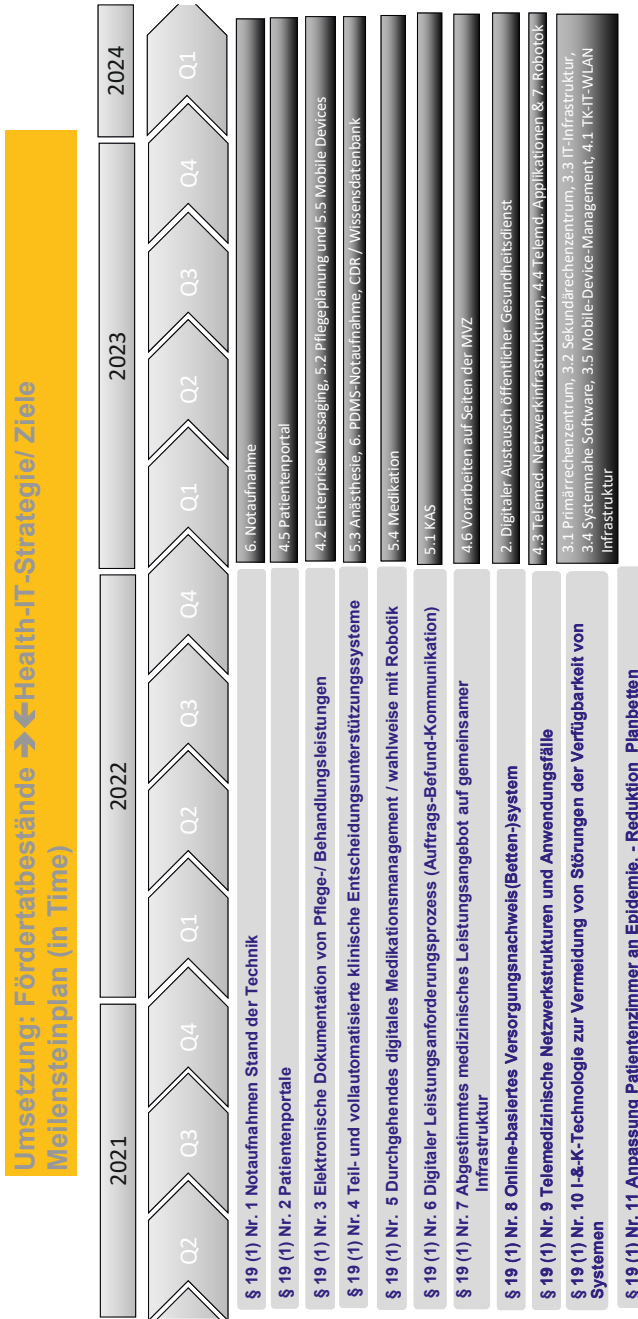 Umsetzung: Fördertatbestände →←Health-IT-Strategie/ Ziele
Meilensteinplan (in Time)
2021
2022
2023
2024
Q2
Q3
Q4
Q1
Q2
Q3
Q4
Q1
Q2
Q3
Q4
Q1
§ 19 (1) Nr. 1 Notaufnahmen Stand der Technik
6. Notaufnahme
§ 19 (1) Nr. 2 Patientenportale
4.5 Patientenportal
§ 19 (1) Nr. 3 Elektronische Dokumentation von Pflege-/ Behandlungsleistungen
4.2 Enterprise Messaging, 5.2 Pflegeplanung und 5.5 Mobile Devices
§ 19 (1) Nr. 4 Teil- und vollautomatisierte klinische Entscheidungsunterstützungssysteme
5.3 Anästhesie, 6. PDMS-Notaufnahme, CDR / Wissensdatenbank
§ 19 (1) Nr. 5 Durchgehendes digitales Medikationsmanagement / wahlweise mit Robotik
5.4 Medikation
§ 19 (1) Nr. 6 Digitaler Leistungsanforderungsprozess (Auftrags-Befund-Kommunikation)
5.1 KAS
§ 19 (1) Nr. 7 Abgestimmtes medizinisches Leistungsangebot auf gemeinsamer
Infrastruktur
4.6 Vorarbeiten auf Seiten der MVZ
§ 19 (1) Nr. 8 Online-basiertes Versorgungsnachweis(Betten-)system
2. Digitaler Austausch öffentlicher Gesundheitsdienst
§ 19 (1) Nr. 9 Telemedizinische Netzwerkstrukturen und Anwendungsfälle
4.3 Telemed. Netzwerkinfrastrukturen, 4.4 Telemd. Applikationen & 7. Robotok
§ 19 (1) Nr. 10 I-&-K-Technologie zur Vermeidung von Störungen der Verfügbarkeit von
Systemen
3.1 Primärrechenzentrum, 3.2 Sekundärechenzentrum, 3.3 IT-Infrastruktur,
3.4 Systemnahe Software, 3.5 Mobile-Device-Management, 4.1 TK-IT-WLAN
Infrastruktur
§ 19 (1) Nr. 11 Anpassung Patientenzimmer an Epidemie, - Reduktion Planbetten